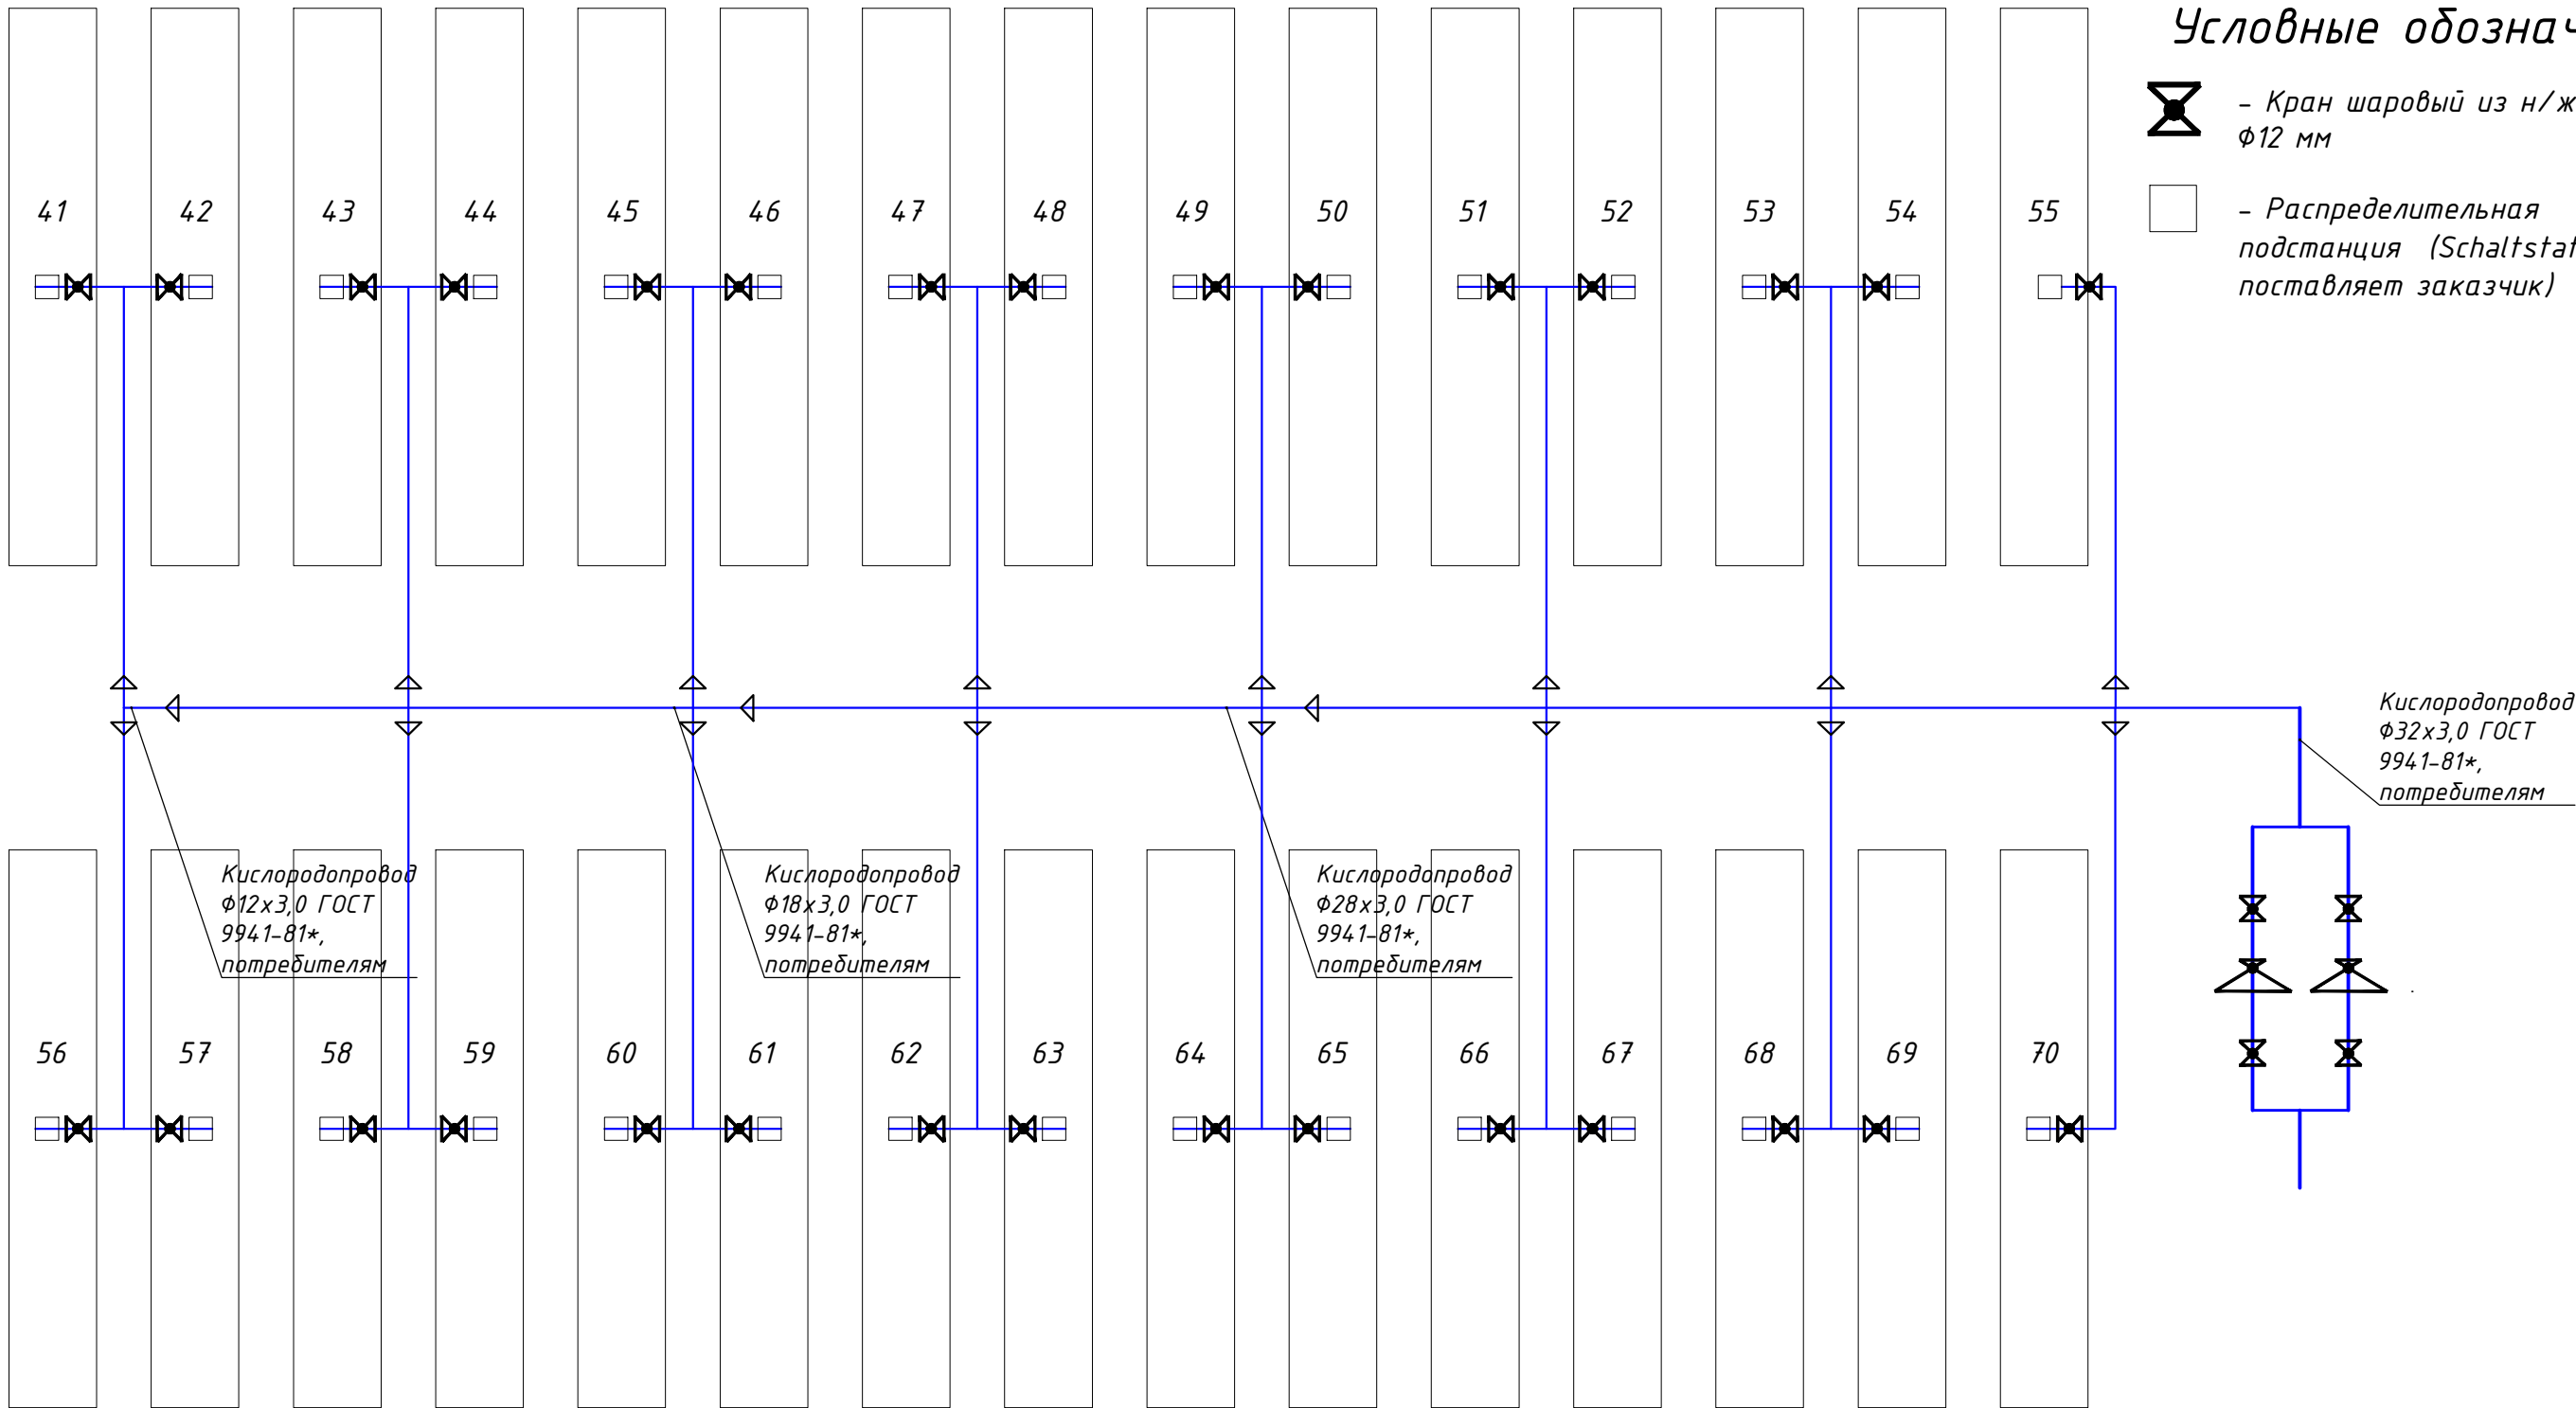 Условные обознач
- Кран шаровый из н/ж
Ф12 мм
- Распределительная
подстанция (Schaltstaf
поставляет заказчик)
41 42 43 44 45 46 47 48 49 50 51 52 53 54 55
Кислородопровод
Ф32х3,0 ГОСТ
9941-81*,
потребителям
Кислородопровод
Ф12х3,0 ГОСТ
9941-81*,
потребителям
Кислородопровод
Ф18х3,0 ГОСТ
9941-81*,
потребителям
Кислородопровод
Ф28х3,0 ГОСТ
9941-81*,
потребителям
56 57 58 59 60 61 62 63 64 65 66 67 68 69 70